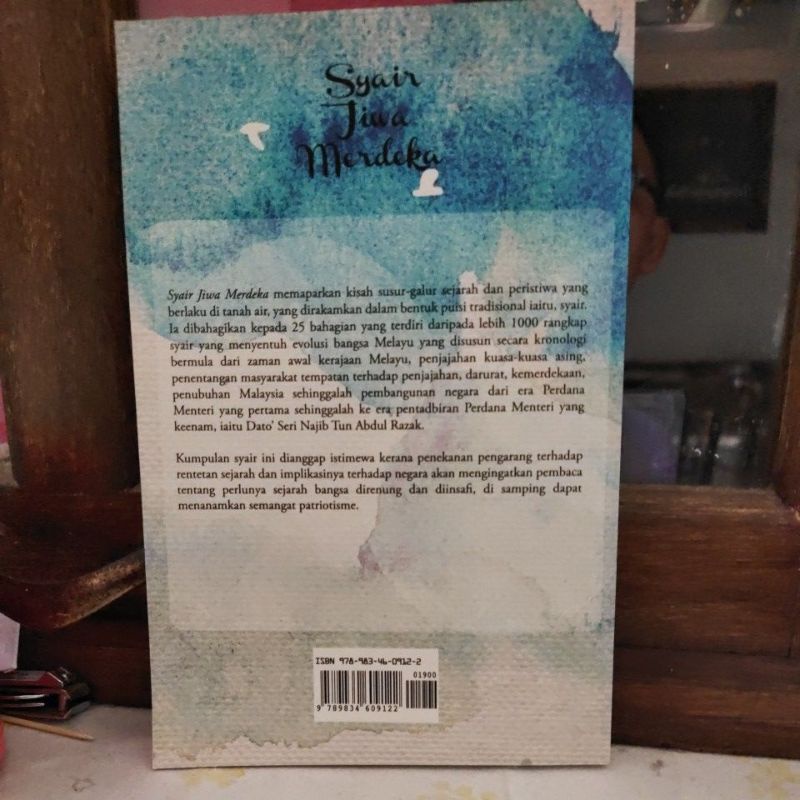 Syair
Jiwa
Merdeka
Syair Jiwa Merdeka memaparkan kisah susur-galur sejarah dan peristiwa yang
berlaku di tanah air, yang dirakamkan dalam bentuk puisi tradisional iaitu, syair.
Ia dibahagikan kepada 25 bahagian yang terdiri daripada lebih 1000 rangkap
syair yang menyentuh evolusi bangsa Melayu yang disusun secara kronologi
bermula dari zaman awal kerajaan Melayu, penjajahan kuasa-kuasa asing,
penentangan masyarakat tempatan terhadap penjajahan, darurat, kemerdekaan,
penubuhan Malaysia sehinggalah pembangunan negara dari era Perdana
Menteri yang pertama sehinggalah ke era pentadbiran Perdana Menteri yang
keenam, iaitu Dato' Seri Najib Tun Abdul Razak.
Kumpulan syair ini dianggap istimewa kerana penekanan pengarang terhadap
rentetan sejarah dan implikasinya terhadap negara akan mengingatkan pembaca
tentang perlunya sejarah bangsa direnung dan diinsafi, di samping dapat
menanamkan semangat patriotisme.
ISBN 978-983-46-0912-2
01900
9 789834 609122